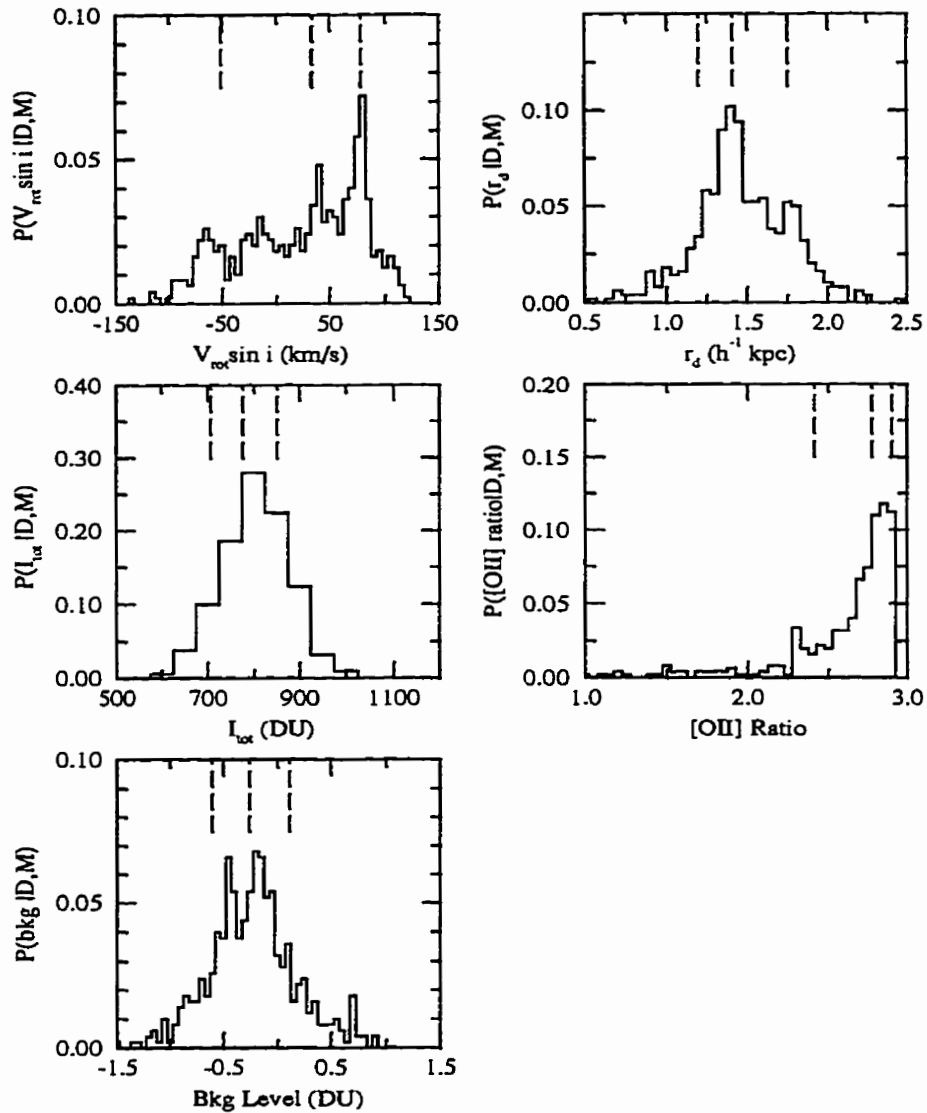 0.10
0.05
0.00
P(V_rot sin i |D,M)
-150 -50 50 150
V_rot sin i (km/s)
0.10
0.05
0.00
P(r_d |D,M)
0.5 1.0 1.5 2.0 2.5
r_d (h^-1 kpc)
0.40
0.30
0.20
0.10
0.00
P(I_tot |D,M)
500 700 900 1100
I_tot (DU)
0.20
0.15
0.10
0.05
0.00
P([OII] ratio|D,M)
1.0 2.0 3.0
[OII] Ratio
0.10
0.05
0.00
P(bkg |D,M)
-1.5 -0.5 0.5 1.5
Bkg Level (DU)